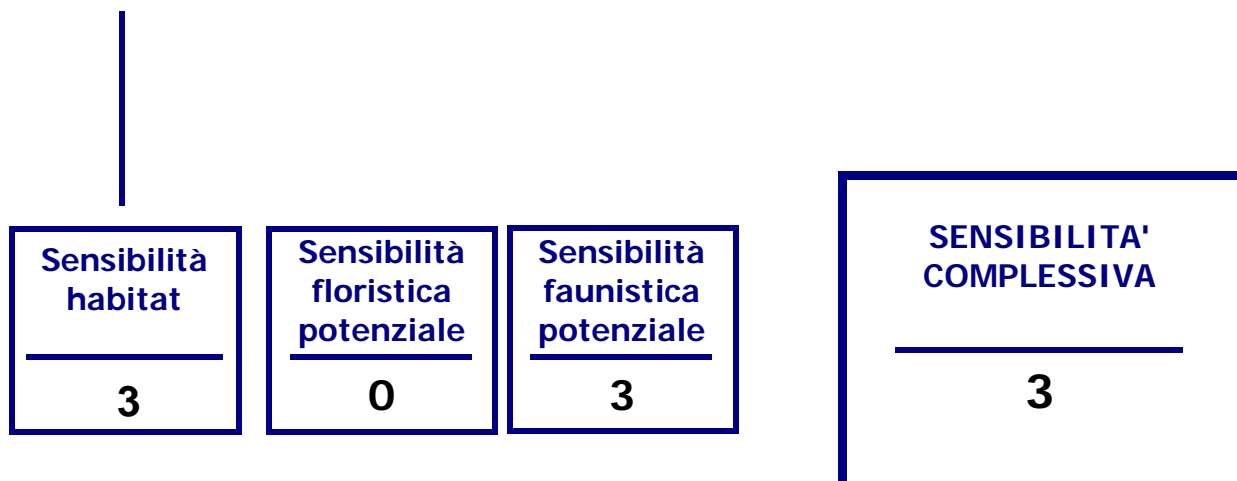 Sensibilità
habitat
3
Sensibilità
floristica
potenziale
0
Sensibilità
faunistica
potenziale
3
SENSIBILITA'
COMPLESSIVA
3